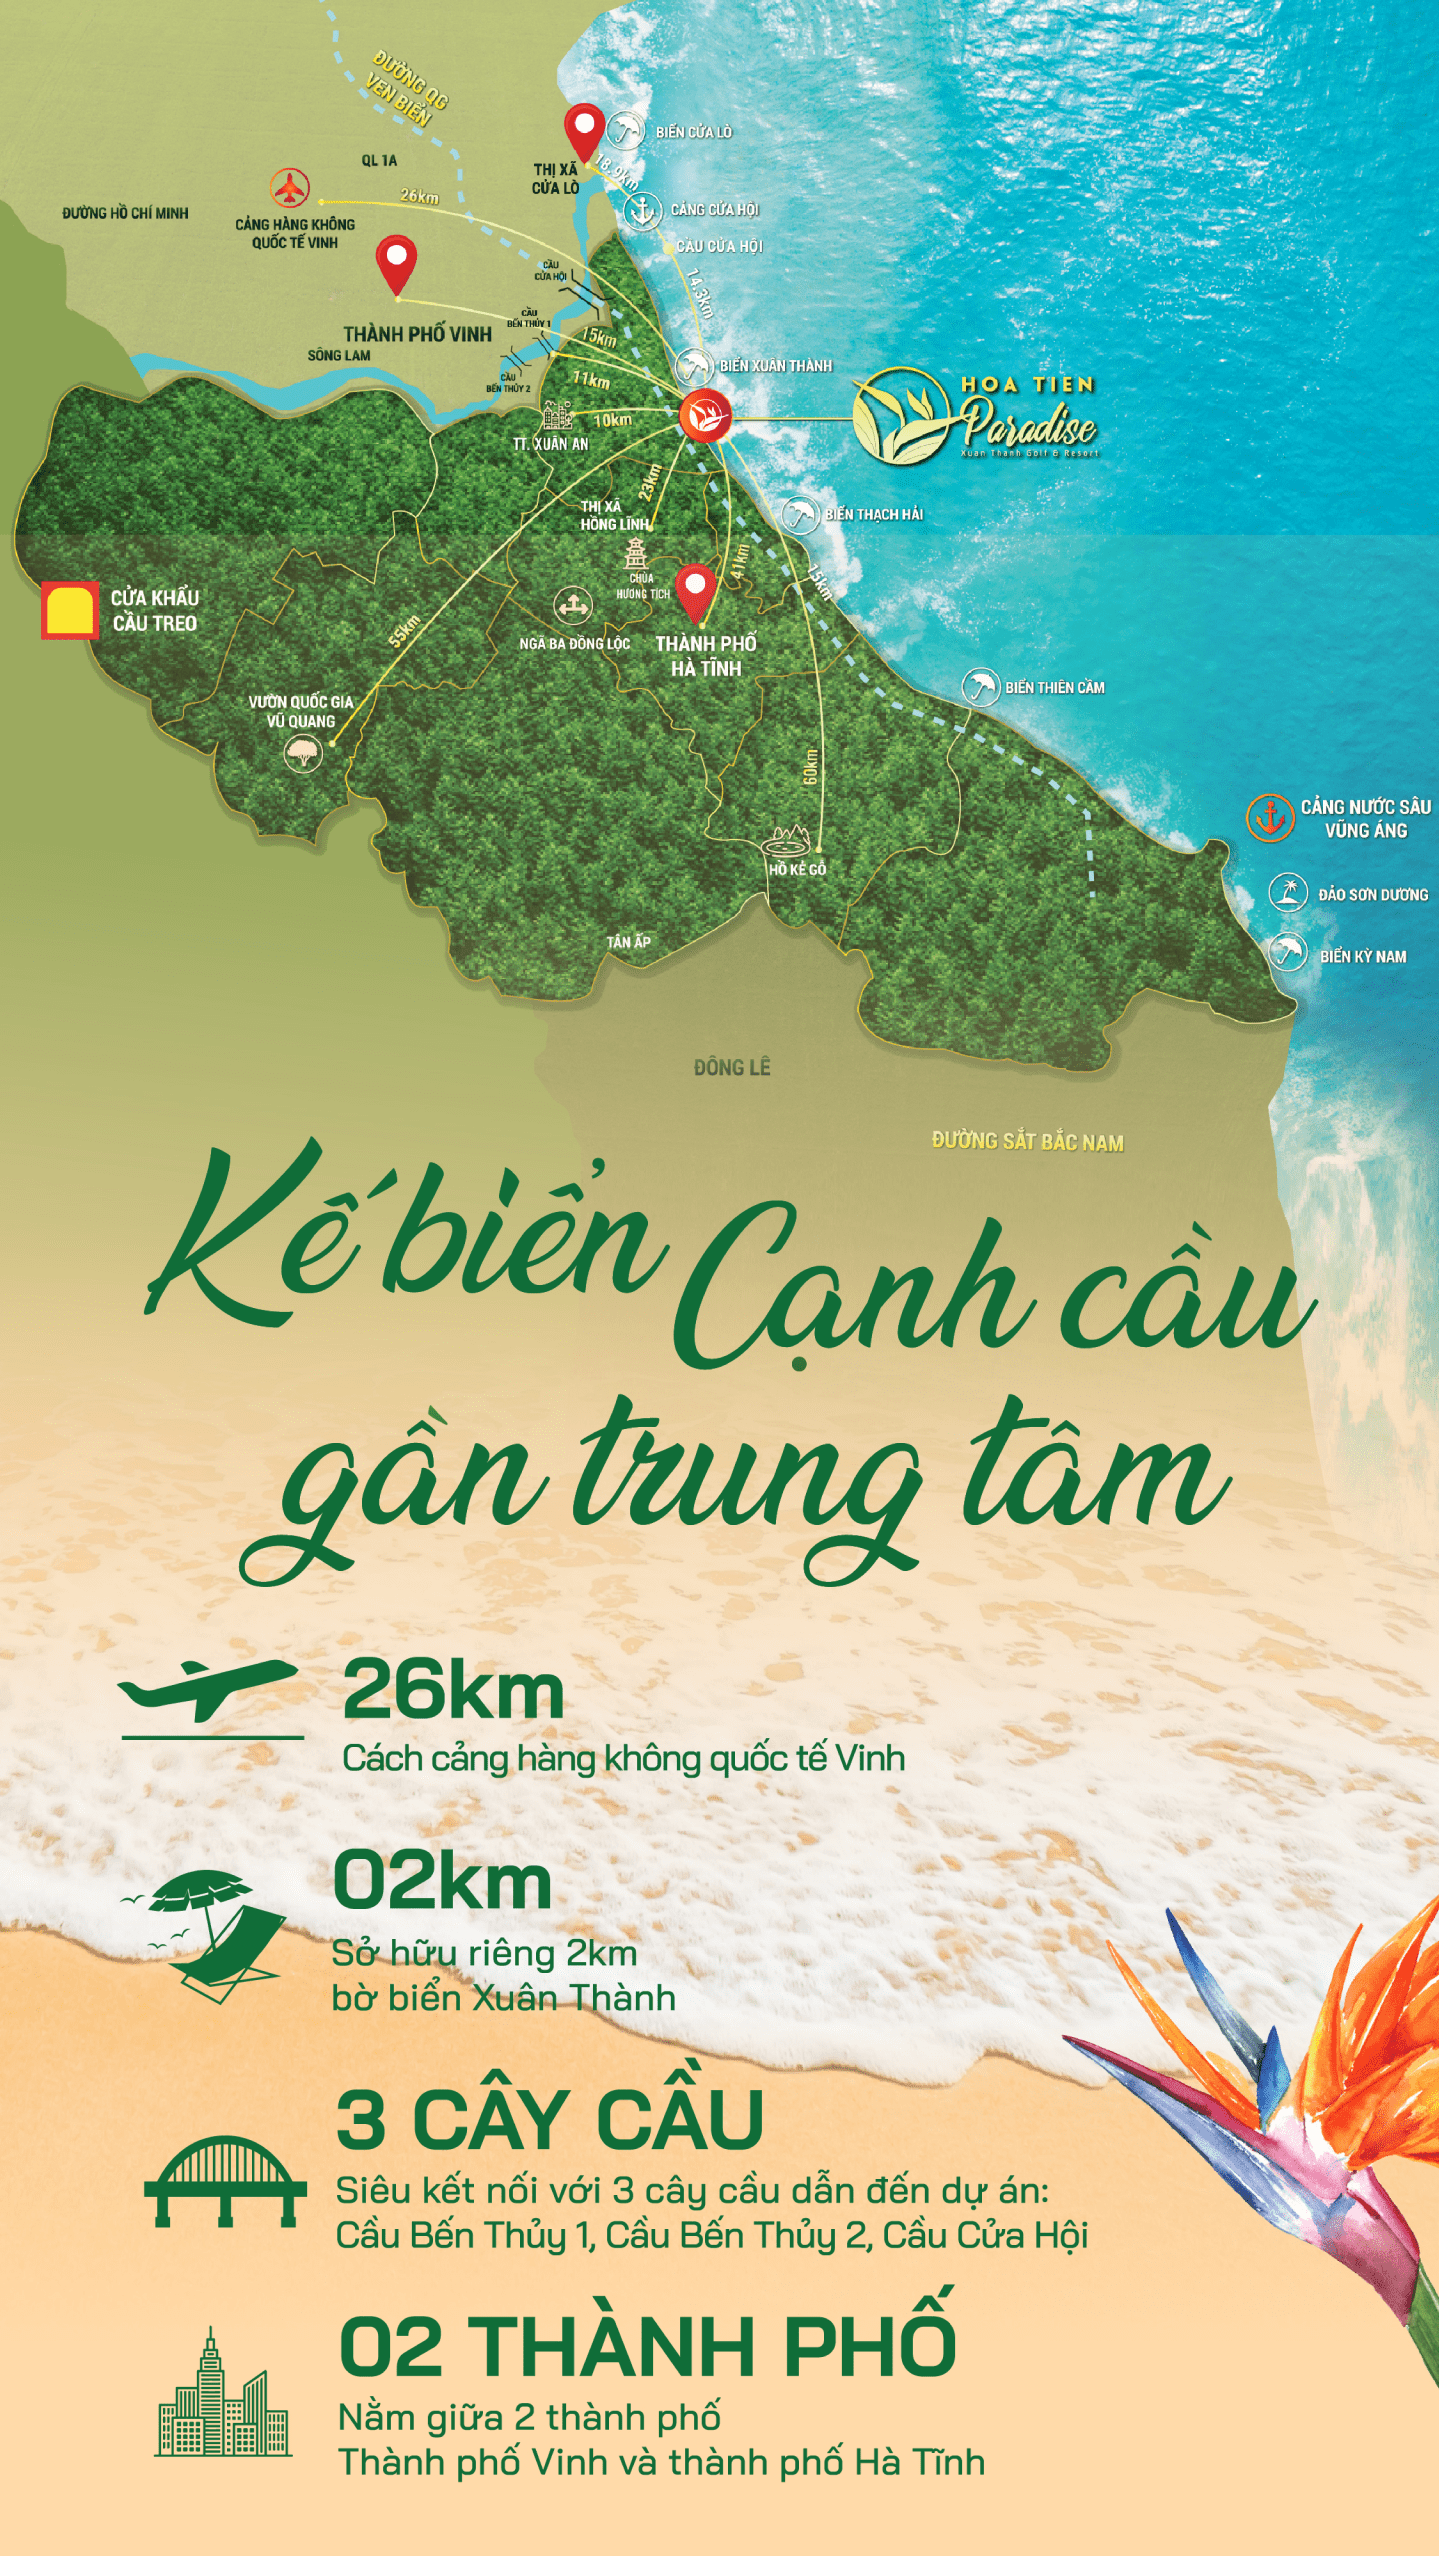 ĐƯỜNG QG
VEN BIỂN
QL 1A
ĐƯỜNG HỒ CHÍ MINH
CẢNG HÀNG KHÔNG
QUỐC TẾ VINH
26km
THỊ XÃ
CỬA LÒ
BIỂN CỬA LÒ
18.9km
CẢNG CỬA HỘI
CẦU CỬA HỘI
14.3km
CẦU
CỬA HỘI
THÀNH PHỐ VINH
SÔNG LAM
CẦU
BẾN THỦY 1
CẦU
BẾN THỦY 2
15km
11km
10km
TT. XUÂN AN
BIỂN XUÂN THÀNH
HOA TIEN
Paradise
Xuan Thanh Golf & Resort
23km
THỊ XÃ
HỒNG LĨNH
BIỂN THẠCH HẢI
41km
15km
CHÙA
HƯƠNG TÍCH
CỬA KHẨU
CẦU TREO
55km
NGÃ BA ĐỒNG LỘC
THÀNH PHỐ
HÀ TĨNH
BIỂN THIÊN CẦM
VƯỜN QUỐC GIA
VŨ QUANG
60km
HỒ KẺ GỖ
CẢNG NƯỚC SÂU
VŨNG ÁNG
ĐẢO SƠN DƯƠNG
BIỂN KỲ NAM
TÂN ẤP
ĐỒNG LÊ
ĐƯỜNG SẮT BẮC NAM
Kế biển Cạnh cầu
gần trung tâm
26km
Cách cảng hàng không quốc tế Vinh
02km
Sở hữu riêng 2km
bờ biển Xuân Thành
3 CÂY CẦU
Siêu kết nối với 3 cây cầu dẫn đến dự án:
Cầu Bến Thủy 1, Cầu Bến Thủy 2, Cầu Cửa Hội
02 THÀNH PHỐ
Nằm giữa 2 thành phố
Thành phố Vinh và thành phố Hà Tĩnh